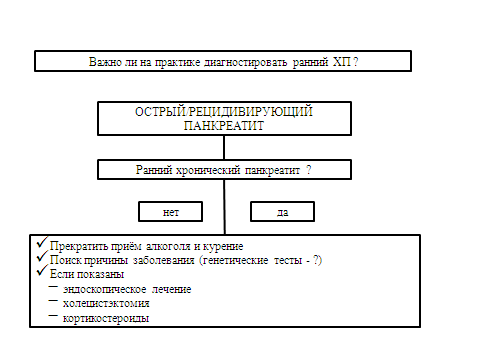 Важно ли на практике диагностировать ранний ХП ?
ОСТРЫЙ/РЕЦИДИВИРУЮЩИЙ
ПАНКРЕАТИТ
Ранний хронический панкреатит ?
нет
да
✓ Прекратить приём алкоголя и курение
✓ Поиск причины заболевания (генетические тесты - ?)
✓ Если показаны
– эндоскопическое лечение
– холецистэктомия
– кортикостероиды